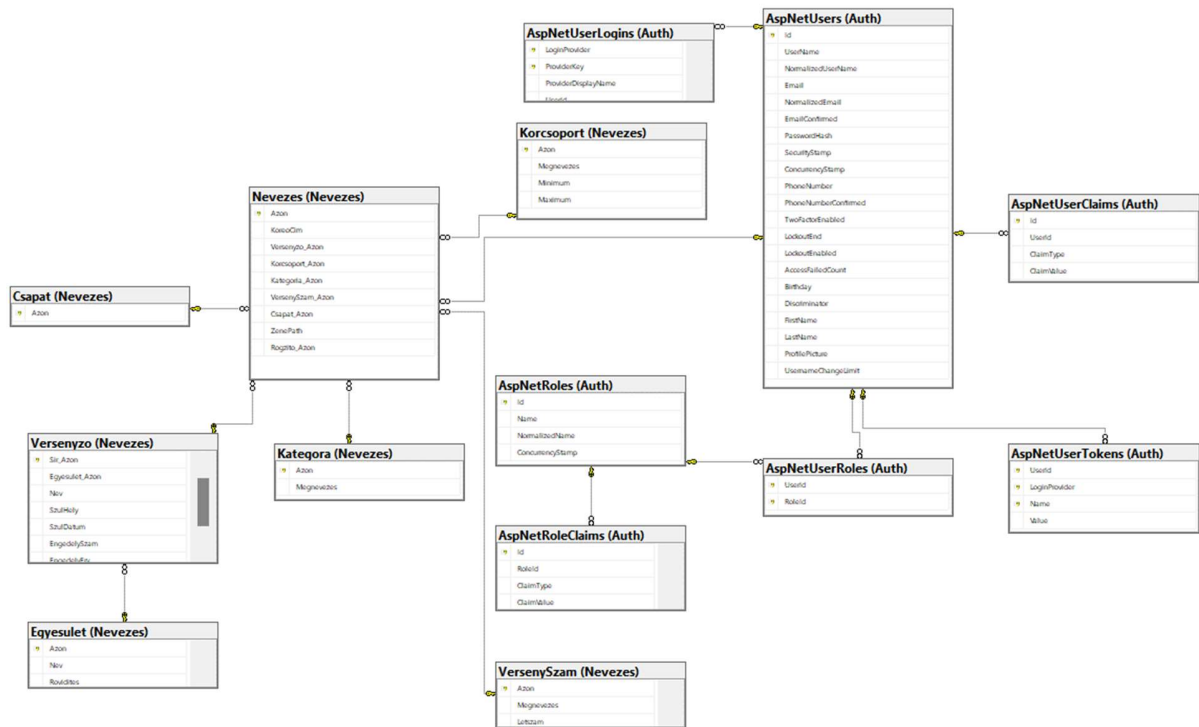 AspNetUserLogins (Auth)
LoginProvider
ProviderKey
ProviderDisplayName
UserId
AspNetUsers (Auth)
Id
UserName
NormalizedUserName
Email
NormalizedEmail
EmailConfirmed
PasswordHash
SecurityStamp
ConcurrencyStamp
PhoneNumber
PhoneNumberConfirmed
TwoFactorEnabled
LockoutEnd
LockoutEnabled
AccessFailedCount
Birthday
Discriminator
FirstName
LastName
ProfilePicture
UsernameChangeLimit
Korcsoport (Nevezes)
Azon
Megnevezes
Minimum
Maximum
Nevezes (Nevezes)
Azon
KoreoCim
Versenyzo_Azon
Korcsoport_Azon
Kategoria_Azon
VersenySzam_Azon
Csapat_Azon
ZenePath
Rogzito_Azon
AspNetUserClaims (Auth)
Id
UserId
ClaimType
ClaimValue
Csapat (Nevezes)
Azon
AspNetRoles (Auth)
Id
Name
NormalizedName
ConcurrencyStamp
Versenyzo (Nevezes)
Sir_Azon
Egyesulet_Azon
Nev
SzulHely
SzulDatum
EngedelySzam
EngedelyErv
Kategora (Nevezes)
Azon
Megnevezes
AspNetUserRoles (Auth)
UserId
RoleId
AspNetUserTokens (Auth)
UserId
LoginProvider
Name
Value
AspNetRoleClaims (Auth)
Id
RoleId
ClaimType
ClaimValue
Egyesulet (Nevezes)
Azon
Nev
Rovidites
VersenySzam (Nevezes)
Azon
Megnevezes
Letszam